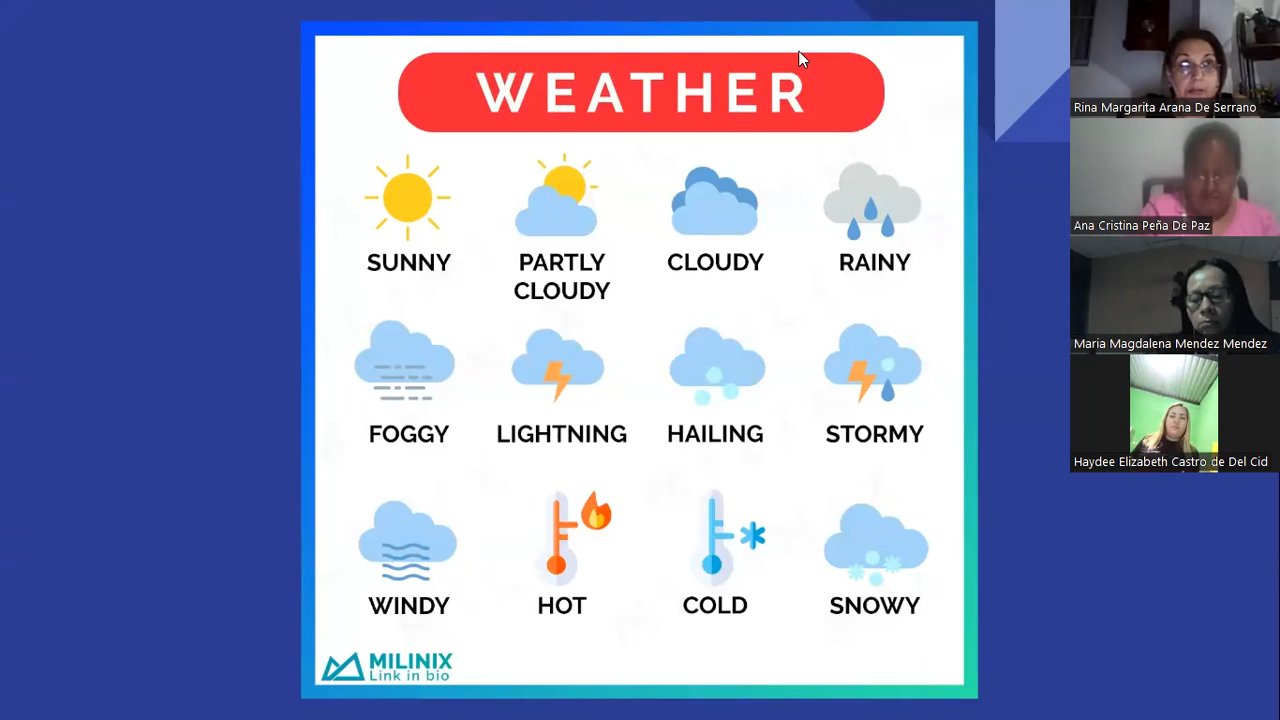 WEATHER
SUNNY
PARTLY
CLOUDY
CLOUDY
RAINY
FOGGY
LIGHTNING
HAILING
STORMY
WINDY
HOT
COLD
SNOWY
MILINIX
Link in bio
Rina Margarita Arana De Serrano
Ana Cristina Peña De Paz
Maria Magdalena Mendez Mendez
Haydee Elizabeth Castro de Del Cid